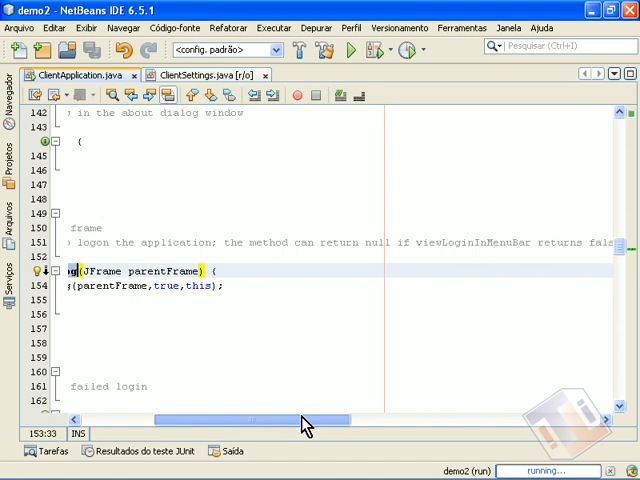 demo2 - NetBeans IDE 6.5.1
Arquivo Editar Exibir Navegar Código-fonte Refatorar Executar Depurar Profile Versionamento Ferramentas Janela Ajuda
<config. padrão> Pesquisar (Ctrl+I)
ClientApplication.java × ClientSettings.java [r/o] ×
Navegador
Projetos
Arquivos
Serviços
142 ; in the about dialog window
143
(
145
146
147
148
149
150 frame
151 o logon the application; the method can return null if viewLoginInMenuBar returns fals
152
og(JFrame parentFrame) {
154 g(parentFrame,true,this);
155
156
157
158
159
160
161 failed login
162
153:33 INS
Tarefas Resultados do teste JUnit Saída
demo2 (run) running...